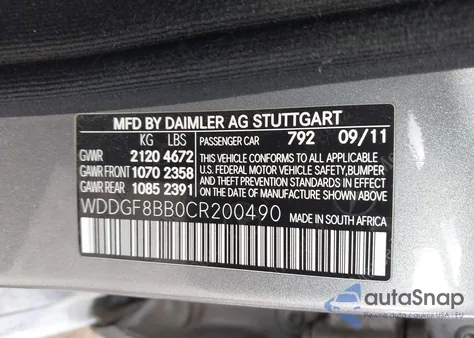 MFD BY DAIMLER AG STUTTGART
KG LBS PASSENGER CAR 792 09/11
GVWR 2120 4672 THIS VEHICLE CONFORMS TO ALL APPLICABLE
GAWR FRONT 1070 2358 U.S. FEDERAL MOTOR VEHICLE SAFETY,BUMPER
GAWR REAR 1085 2391 AND THEFT PREVENTION STANDARDS IN EFFECT
ON THE DATE OF MANUFACTURE SHOWN ABOVE.
WDDGF8BB0CR200490
MADE IN SOUTH AFRICA
autoSnap